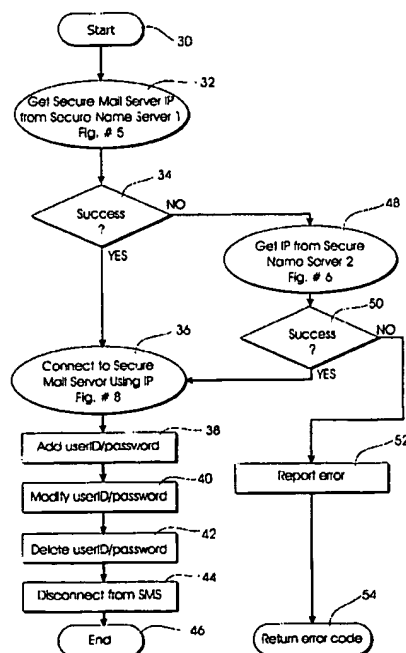 Start
30
32
Get Secure Mail Server IP
from Secure Name Server 1
Fig. # 5
34
Success
?
NO
YES
48
Get IP from Secure
Name Server 2
Fig. # 6
50
Success
?
NO
YES
36
Connect to Secure
Mail Server Using IP
Fig. # 8
38
Add userID/password
40
Modify userID/password
42
Delete userID/password
44
Disconnect from SMS
End
46
52
Report error
54
Return error code